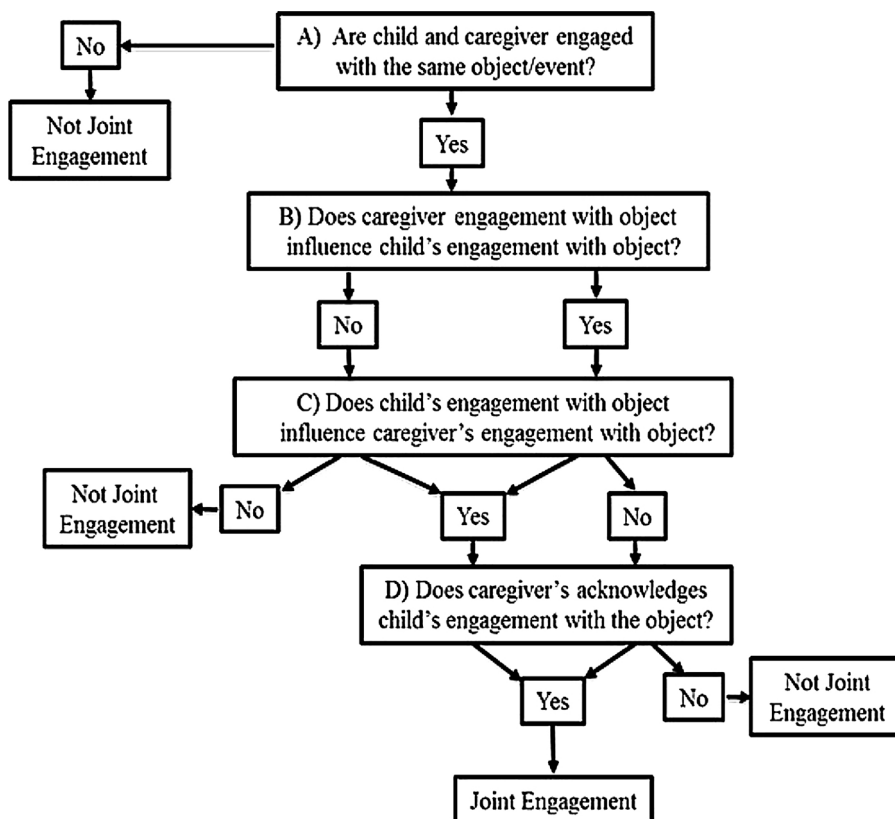 A) Are child and caregiver engaged
with the same object/event?
No
Not Joint
Engagement
Yes
B) Does caregiver engagement with object
influence child's engagement with object?
No
Yes
C) Does child's engagement with object
influence caregiver's engagement with object?
Not Joint
Engagement
No
Yes
No
D) Does caregiver's acknowledges
child's engagement with the object?
Yes
No
Not Joint
Engagement
Joint Engagement